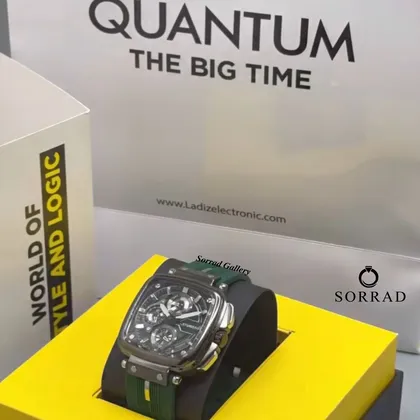 QUANTUM
THE BIG TIME
www.Ladizelectronic.com
WORLD OF
STYLE AND LOGIC
Sorrad Gallery
SORRAD